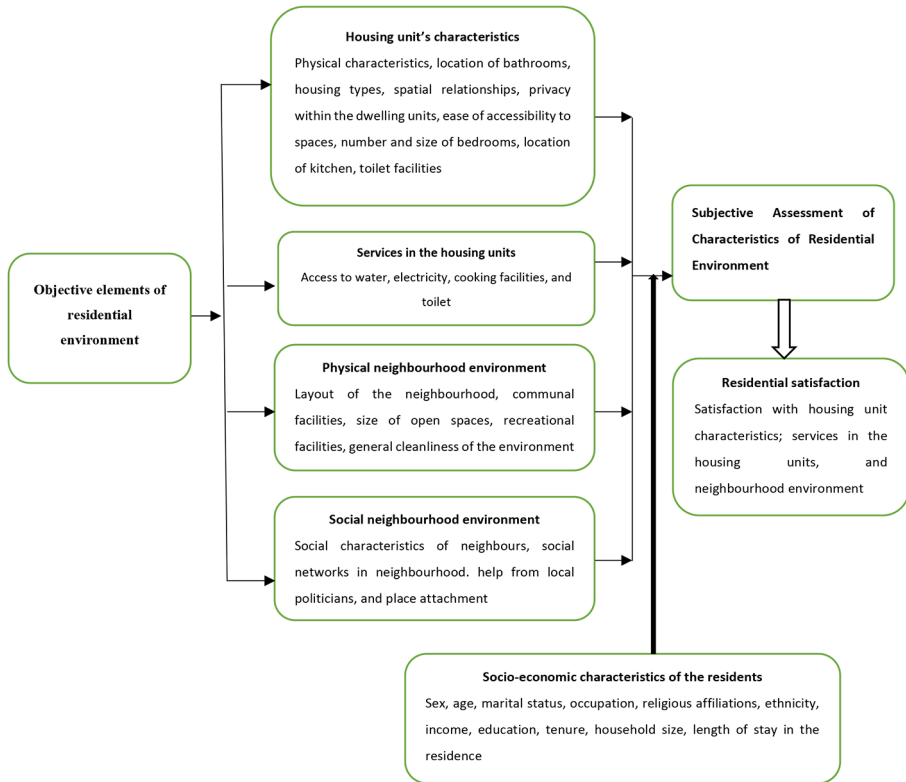 Objective elements of
residential
environment
Housing unit's characteristics
Physical characteristics, location of bathrooms,
housing types, spatial relationships, privacy
within the dwelling units, ease of accessibility to
spaces, number and size of bedrooms, location
of kitchen, toilet facilities
Services in the housing units
Access to water, electricity, cooking facilities, and
toilet
Physical neighbourhood environment
Layout of the neighbourhood, communal
facilities, size of open spaces, recreational
facilities, general cleanliness of the environment
Social neighbourhood environment
Social characteristics of neighbours, social
networks in neighbourhood. help from local
politicians, and place attachment
Subjective Assessment of
Characteristics of Residential
Environment
Residential satisfaction
Satisfaction with housing unit
characteristics; services in the
housing units, and
neighbourhood environment
Socio-economic characteristics of the residents
Sex, age, marital status, occupation, religious affiliations, ethnicity,
income, education, tenure, household size, length of stay in the
residence